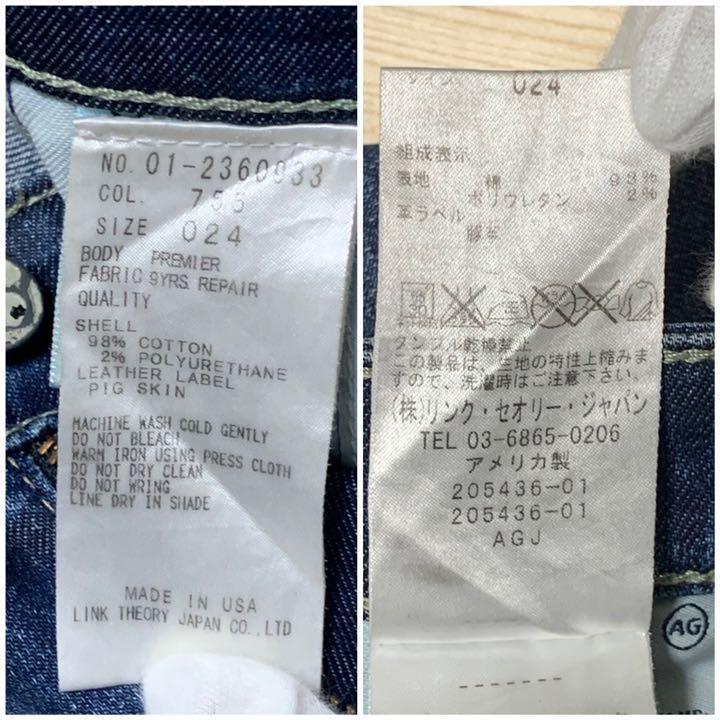 NO. 01-2360933
COL. 755
SIZE 024
BODY PREMIER
FABRIC 9YRS. REPAIR
QUALITY
SHELL
98% COTTON
2% POLYURETHANE
LEATHER LABEL
PIG SKIN
MACHINE WASH COLD GENTLY
DO NOT BLEACH
WARM IRON USING PRESS CLOTH
DO NOT DRY CLEAN
DO NOT WRING
LINE DRY IN SHADE
MADE IN USA
LINK THEORY JAPAN CO.,LTD
サイズ 024
組成表示
表地 綿 98%
ポリウレタン 2%
革ラベル
豚革
タンブル乾燥禁止
この製品は、生地の特性上縮みま
すので、洗濯時はご注意下さい。
(株)リンク・セオリー・ジャパン
TEL 03-6865-0206
アメリカ製
205436-01
205436-01
AGJ
-------
AG